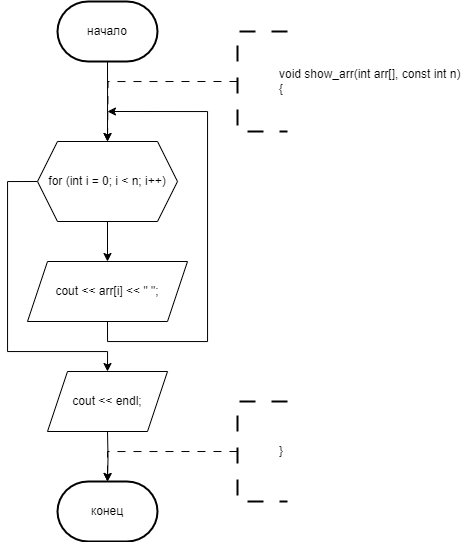 начало
void show_arr(int arr[], const int n)
{
for (int i = 0; i < n; i++)
cout << arr[i] << " ";
cout << endl;
}
конец